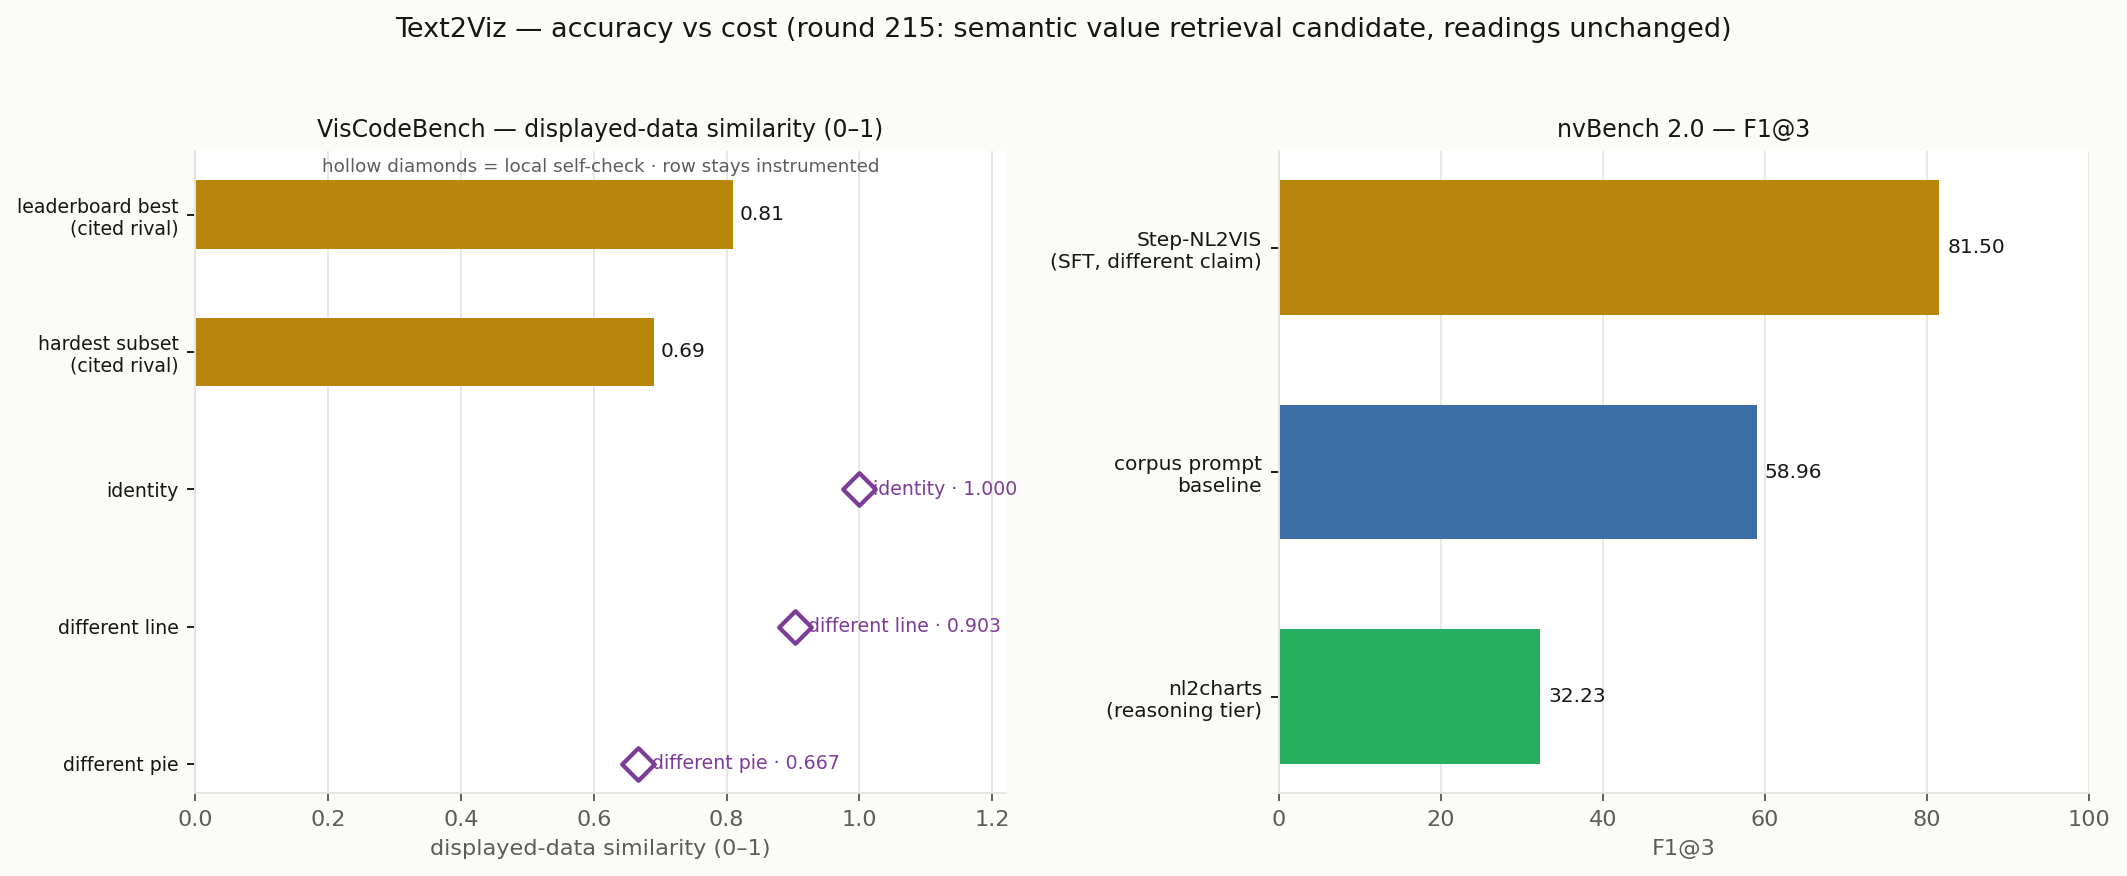 Text2Viz — accuracy vs cost (round 215: semantic value retrieval candidate, readings unchanged)
VisCodeBench — displayed-data similarity (0–1)
hollow diamonds = local self-check · row stays instrumented
leaderboard best
(cited rival)
0.81
hardest subset
(cited rival)
0.69
identity
identity · 1.000
different line
different line · 0.903
different pie
different pie · 0.667
0.0 0.2 0.4 0.6 0.8 1.0 1.2
displayed-data similarity (0–1)
nvBench 2.0 — F1@3
Step-NL2VIS
(SFT, different claim)
81.50
corpus prompt
baseline
58.96
nl2charts
(reasoning tier)
32.23
0 20 40 60 80 100
F1@3